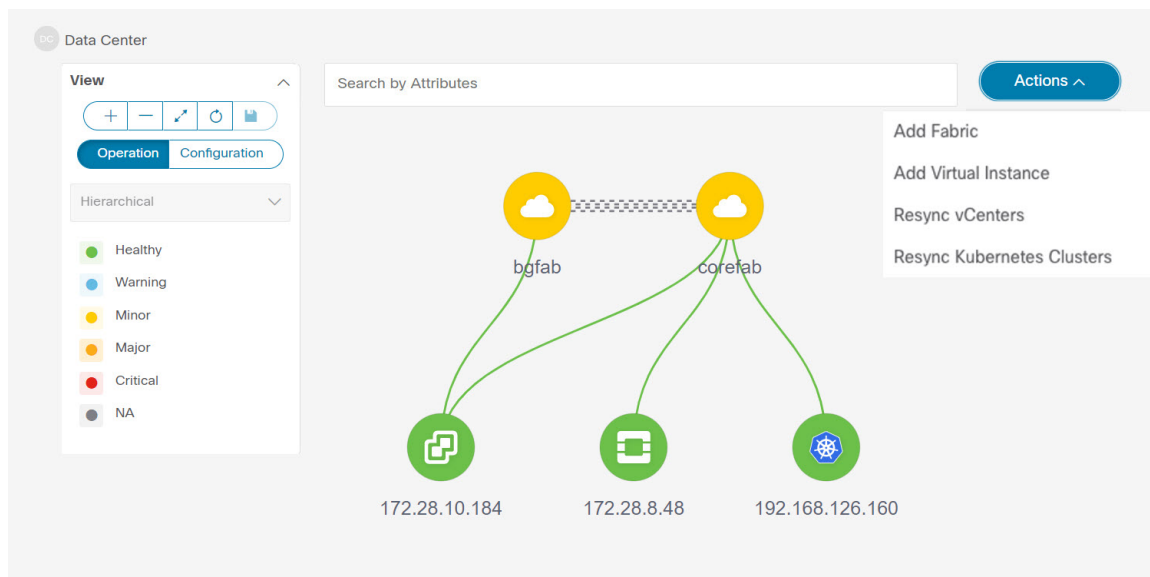 DC Data Center
View
Search by Attributes
Actions
Operation Configuration
Hierarchical
Healthy
Warning
Minor
Major
Critical
NA
Add Fabric
Add Virtual Instance
Resync vCenters
Resync Kubernetes Clusters
bgfab
corefab
172.28.10.184
172.28.8.48
192.168.126.160